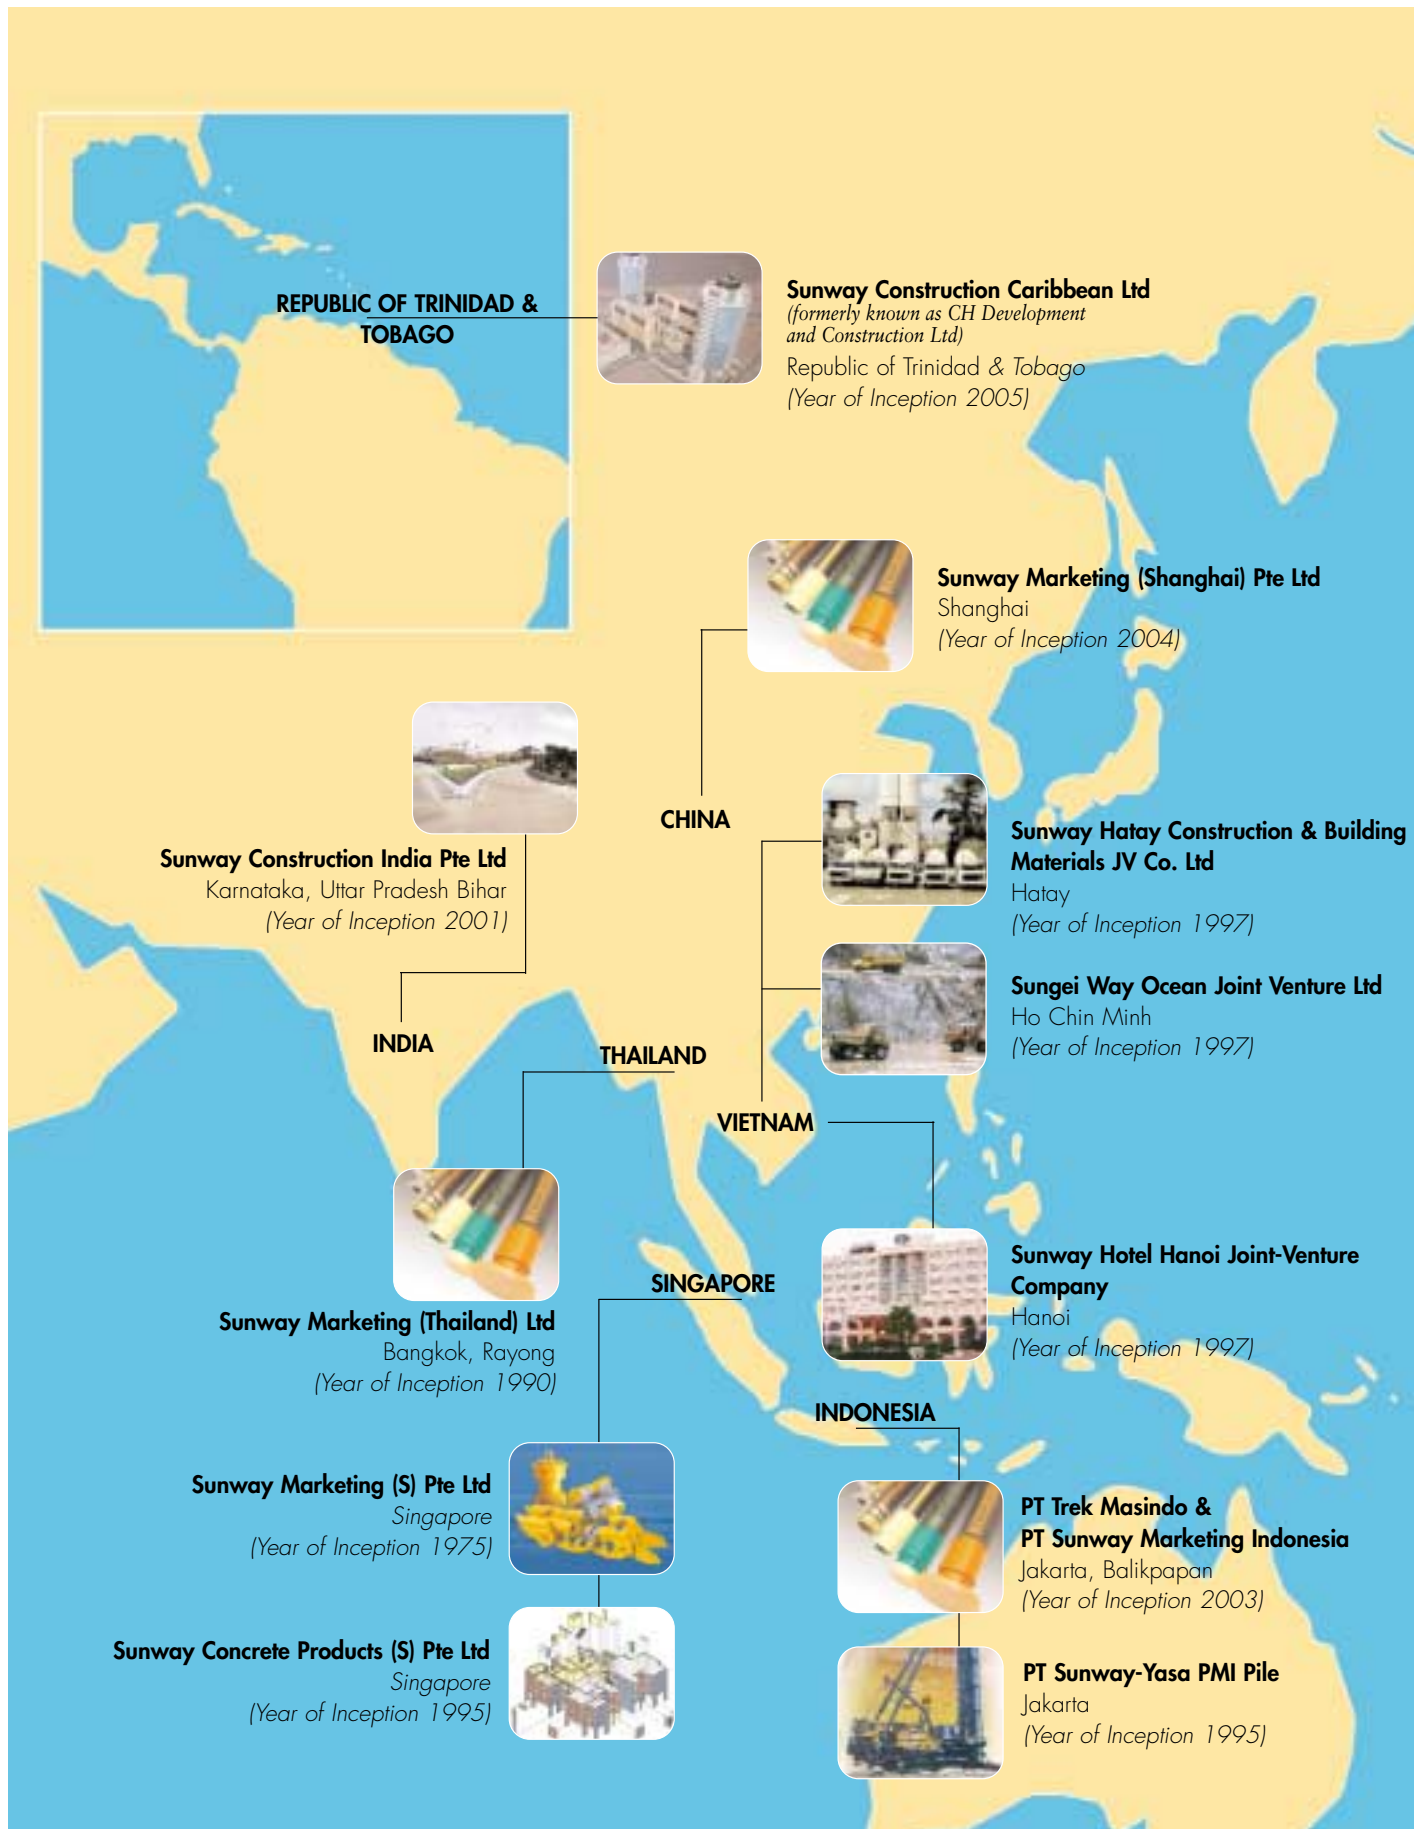 REPUBLIC OF TRINIDAD &
TOBAGO
Sunway Construction Caribbean Ltd
(formerly known as CH Development
and Construction Ltd)
Republic of Trinidad & Tobago
(Year of Inception 2005)
Sunway Marketing (Shanghai) Pte Ltd
Shanghai
(Year of Inception 2004)
CHINA
Sunway Construction India Pte Ltd
Karnataka, Uttar Pradesh Bihar
(Year of Inception 2001)
INDIA
Sunway Hatay Construction & Building
Materials JV Co. Ltd
Hatay
(Year of Inception 1997)
Sungei Way Ocean Joint Venture Ltd
Ho Chin Minh
(Year of Inception 1997)
THAILAND
VIETNAM
Sunway Marketing (Thailand) Ltd
Bangkok, Rayong
(Year of Inception 1990)
SINGAPORE
Sunway Hotel Hanoi Joint-Venture
Company
Hanoi
(Year of Inception 1997)
INDONESIA
Sunway Marketing (S) Pte Ltd
Singapore
(Year of Inception 1975)
PT Trek Masindo &
PT Sunway Marketing Indonesia
Jakarta, Balikpapan
(Year of Inception 2003)
Sunway Concrete Products (S) Pte Ltd
Singapore
(Year of Inception 1995)
PT Sunway-Yasa PMI Pile
Jakarta
(Year of Inception 1995)